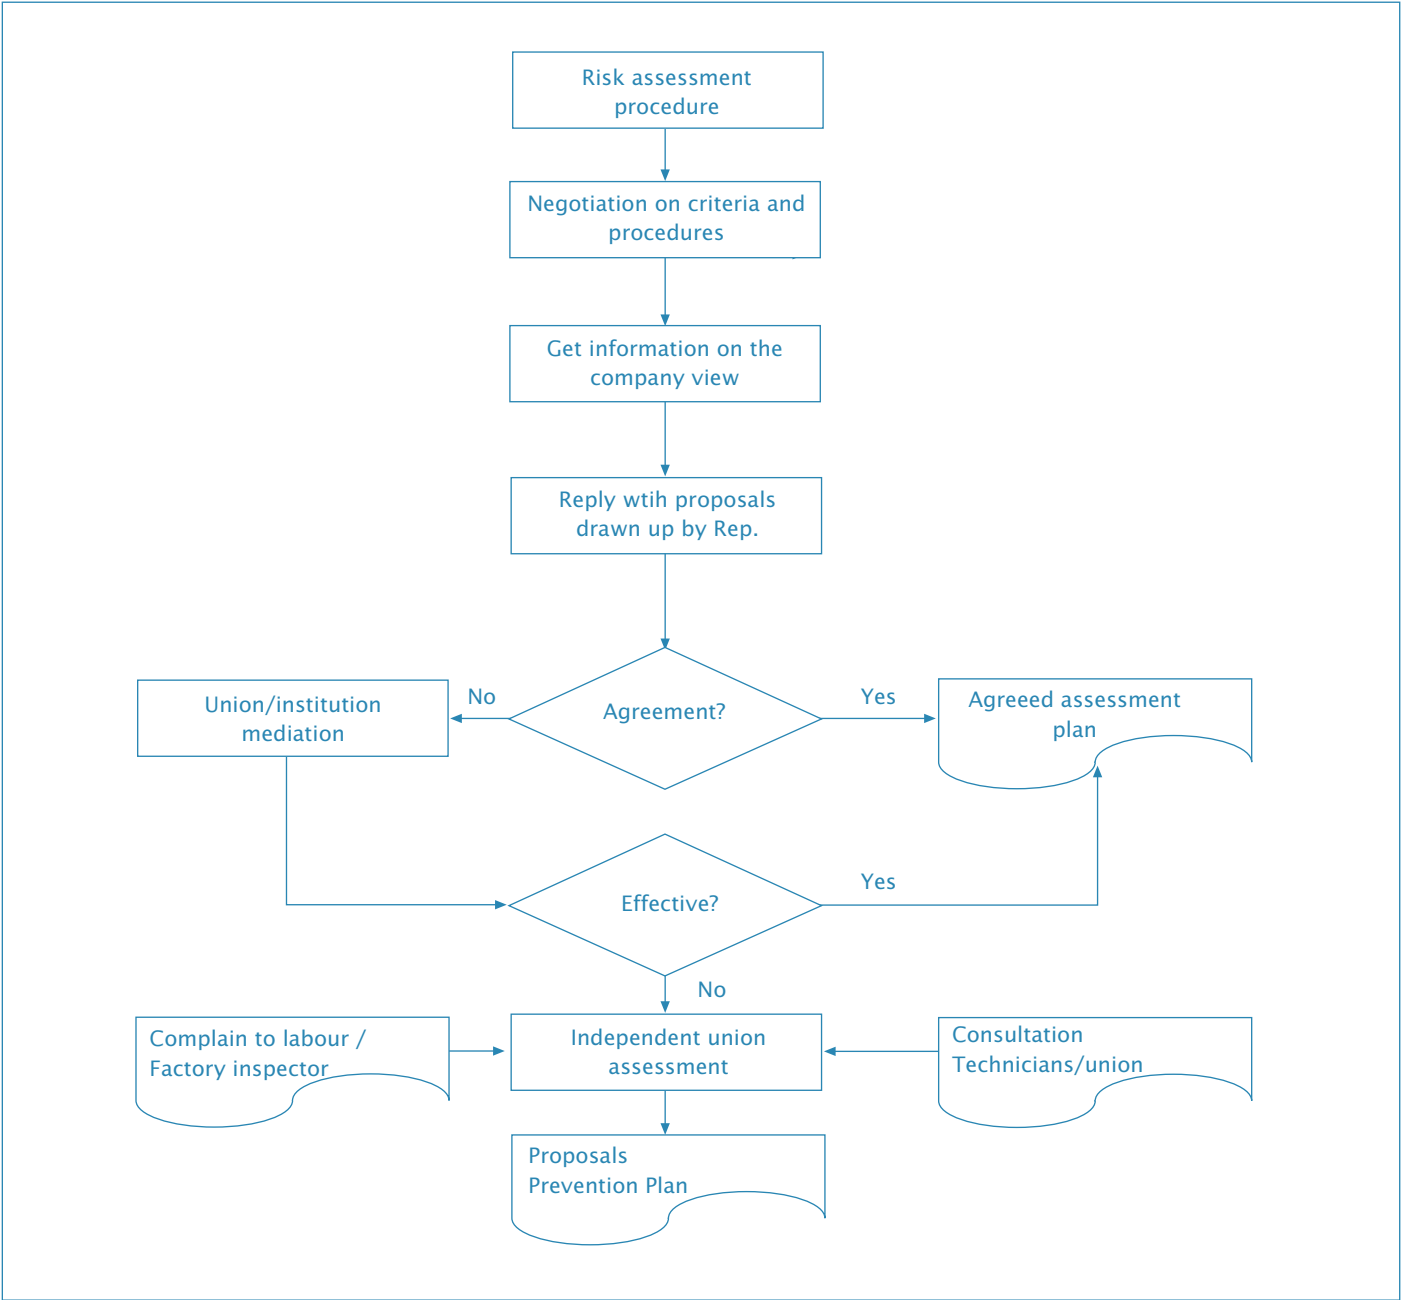 Risk assessment
procedure
Negotiation on criteria and
procedures
Get information on the
company view
Reply wtih proposals
drawn up by Rep.
Union/institution
mediation
No
Agreement?
Yes
Agreeed assessment
plan
Effective?
Yes
No
Complain to labour /
Factory inspector
Independent union
assessment
Consultation
Technicians/union
Proposals
Prevention Plan